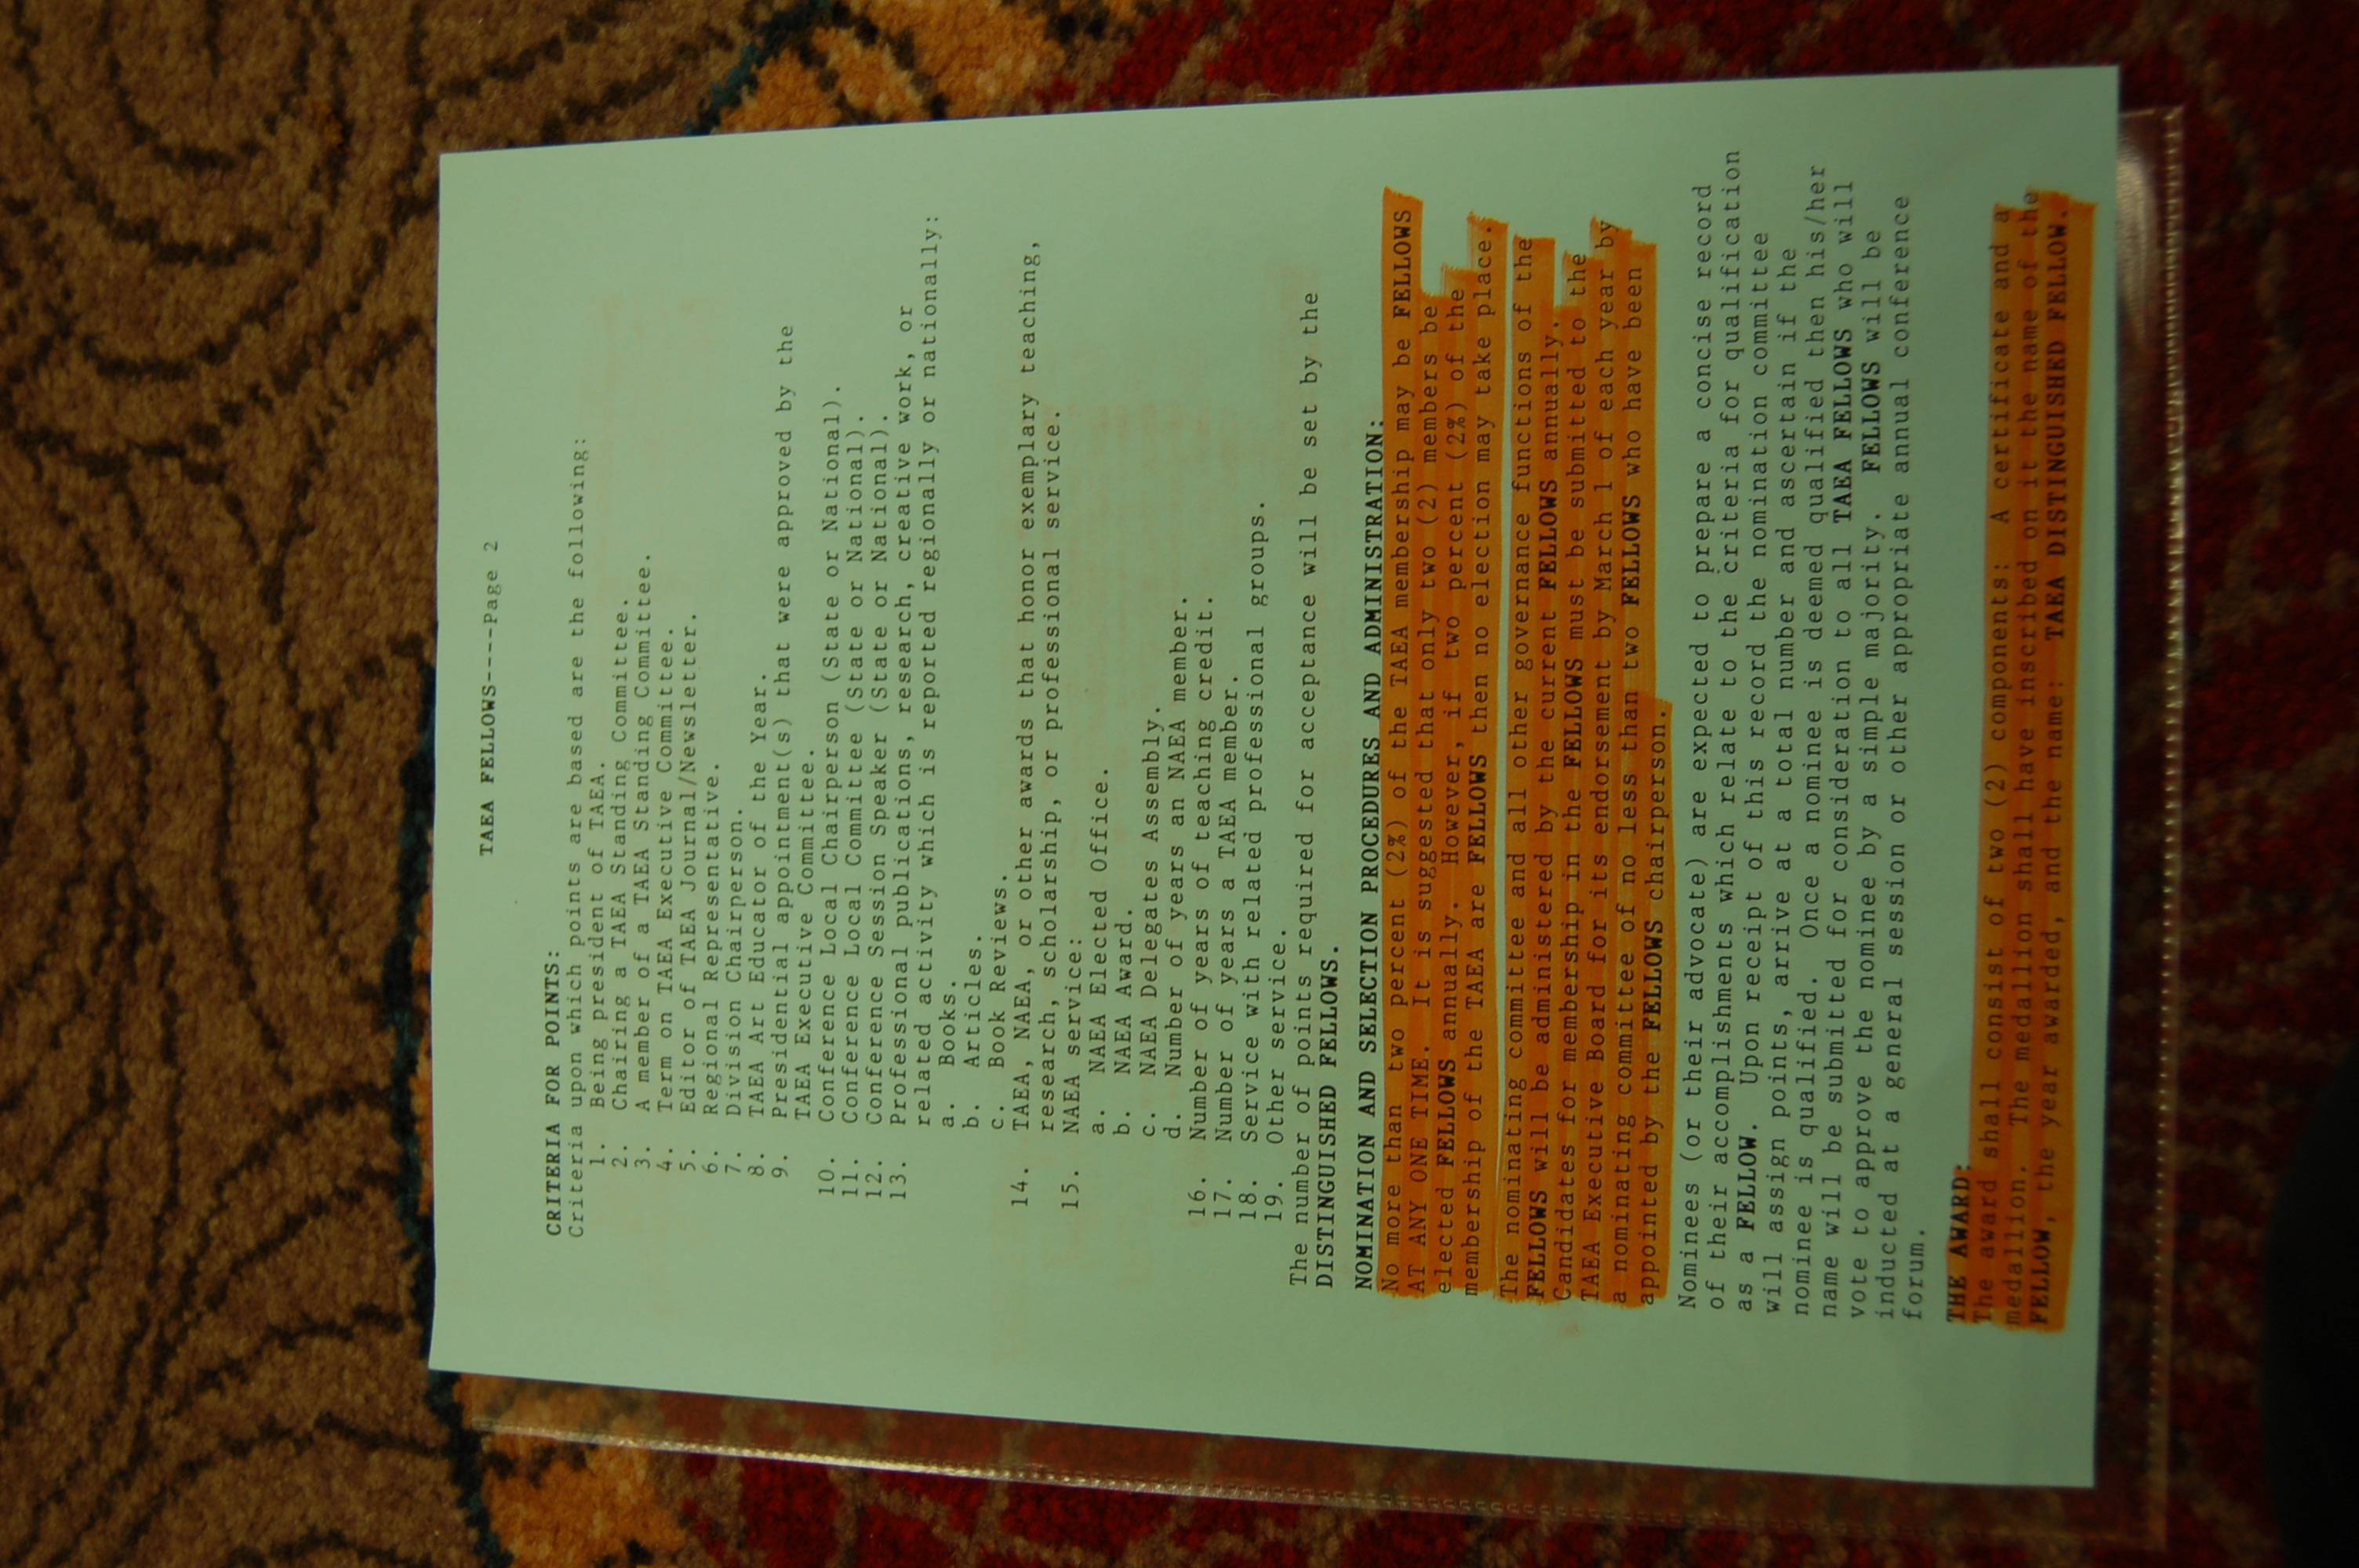 TAEA FELLOWS----Page 2
CRITERIA FOR POINTS:
Criteria upon which points are based are the following:
1. Being president of TAEA.
2. Chairing a TAEA Standing Committee.
3. A member of a TAEA Standing Committee.
4. Term on TAEA Executive Committee.
5. Editor of TAEA Journal/Newsletter.
6. Regional Representative.
7. Division Chairperson.
8. TAEA Art Educator of the Year.
9. Presidential appointment(s) that were approved by the
TAEA Executive Committee.
10. Conference Local Chairperson (State or National).
11. Conference Local Committee (State or National).
12. Conference Session Speaker (State or National).
13. Professional publications, research, creative work, or
related activity which is reported regionally or nationally:
a. Books.
b. Articles.
c. Book Reviews.
14. TAEA, NAEA, or other awards that honor exemplary teaching,
research, scholarship, or professional service.
15. NAEA service:
a. NAEA Elected Office.
b. NAEA Award.
c. NAEA Delegates Assembly.
d. Number of years an NAEA member.
16. Number of years of teaching credit.
17. Number of years a TAEA member.
18. Service with related professional groups.
19. Other service.
The number of points required for acceptance will be set by the
DISTINGUISHED FELLOWS.
NOMINATION AND SELECTION PROCEDURES AND ADMINISTRATION:
No more than two percent (2%) of the TAEA membership may be FELLOWS
AT ANY ONE TIME. It is suggested that only two (2) members be
elected FELLOWS annually. However, if two percent (2%) of the
membership of the TAEA are FELLOWS then no election may take place.
The nominating committee and all other governance functions of the
FELLOWS will be administered by the current FELLOWS annually.
Candidates for membership in the FELLOWS must be submitted to the
TAEA Executive Board for its endorsement by March 1 of each year by
a nominating committee of no less than two FELLOWS who have been
appointed by the FELLOWS chairperson.
Nominees (or their advocate) are expected to prepare a concise record
of their accomplishments which relate to the criteria for qualification
as a FELLOW. Upon receipt of this record the nomination committee
will assign points, arrive at a total number and ascertain if the
nominee is qualified. Once a nominee is deemed qualified then his/her
name will be submitted for consideration to all TAEA FELLOWS who will
vote to approve the nominee by a simple majority. FELLOWS will be
inducted at a general session or other appropriate annual conference
forum.
THE AWARD:
The award shall consist of two (2) components: A certificate and a
medallion. The medallion shall have inscribed on it the name of the
FELLOW, the year awarded, and the name: TAEA DISTINGUISHED FELLOW.